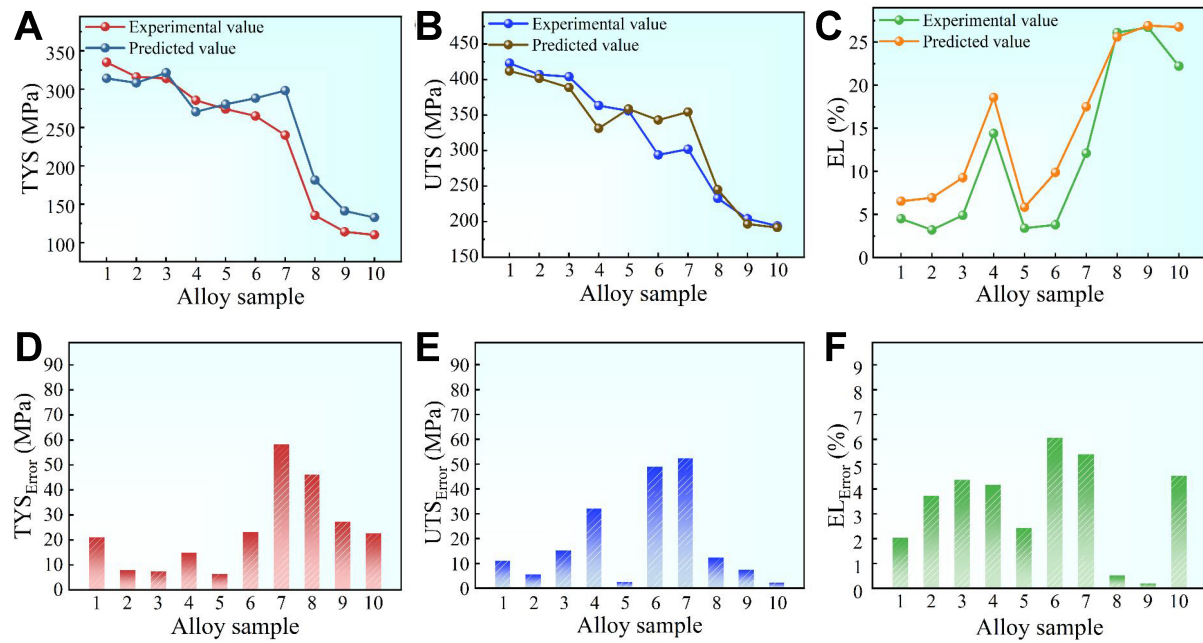 A
Experimental value
Predicted value
350
300
250
200
150
100
TYS (MPa)
1 2 3 4 5 6 7 8 9 10
Alloy sample
B
Experimental value
Predicted value
450
400
350
300
250
200
150
UTS (MPa)
1 2 3 4 5 6 7 8 9 10
Alloy sample
C
Experimental value
Predicted value
25
20
15
10
5
0
EL (%)
1 2 3 4 5 6 7 8 9 10
Alloy sample
D
90
80
70
60
50
40
30
20
10
0
TYS Error (MPa)
1 2 3 4 5 6 7 8 9 10
Alloy sample
E
90
80
70
60
50
40
30
20
10
0
UTS Error (MPa)
1 2 3 4 5 6 7 8 9 10
Alloy sample
F
9
8
7
6
5
4
3
2
1
0
EL Error (%)
1 2 3 4 5 6 7 8 9 10
Alloy sample